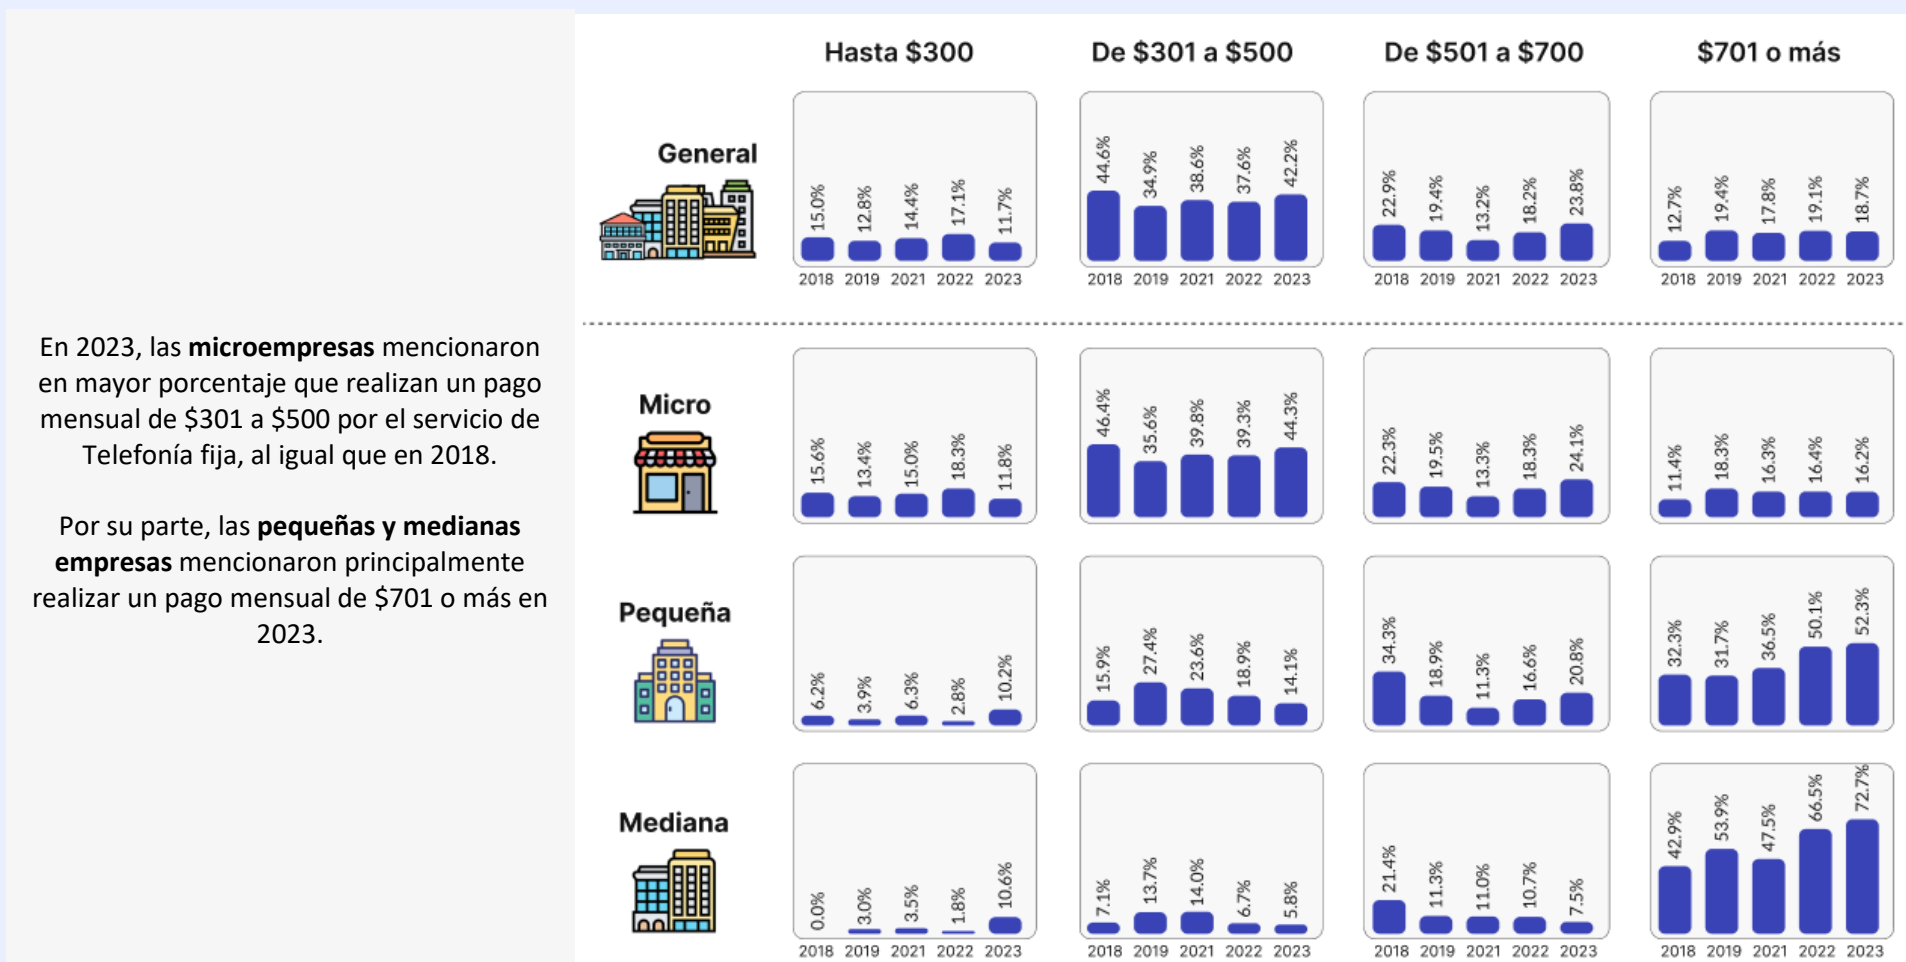 En 2023, las microempresas mencionaron
en mayor porcentaje que realizan un pago
mensual de $301 a $500 por el servicio de
Telefonía fija, al igual que en 2018.
Por su parte, las pequeñas y medianas
empresas mencionaron principalmente
realizar un pago mensual de $701 o más en
2023.
Hasta $300 De $301 a $500 De $501 a $700 $701 o más
General
15.0% 12.8% 14.4% 17.1% 11.7%
2018 2019 2021 2022 2023
44.6% 34.9% 38.6% 37.6% 42.2%
2018 2019 2021 2022 2023
22.9% 19.4% 13.2% 18.2% 23.8%
2018 2019 2021 2022 2023
12.7% 19.4% 17.8% 19.1% 18.7%
2018 2019 2021 2022 2023
Micro
15.6% 13.4% 15.0% 18.3% 11.8%
46.4% 35.6% 39.8% 39.3% 44.3%
22.3% 19.5% 13.3% 18.3% 24.1%
11.4% 18.3% 16.3% 16.4% 16.2%
Pequeña
6.2% 3.9% 6.3% 2.8% 10.2%
15.9% 27.4% 23.6% 18.9% 14.1%
34.3% 18.9% 11.3% 16.6% 20.8%
32.3% 31.7% 36.5% 50.1% 52.3%
Mediana
0.0% 3.0% 3.5% 1.8% 10.6%
2018 2019 2021 2022 2023
7.1% 13.7% 14.0% 6.7% 5.8%
2018 2019 2021 2022 2023
21.4% 11.3% 11.0% 10.7% 7.5%
2018 2019 2021 2022 2023
42.9% 53.9% 47.5% 66.5% 72.7%
2018 2019 2021 2022 2023